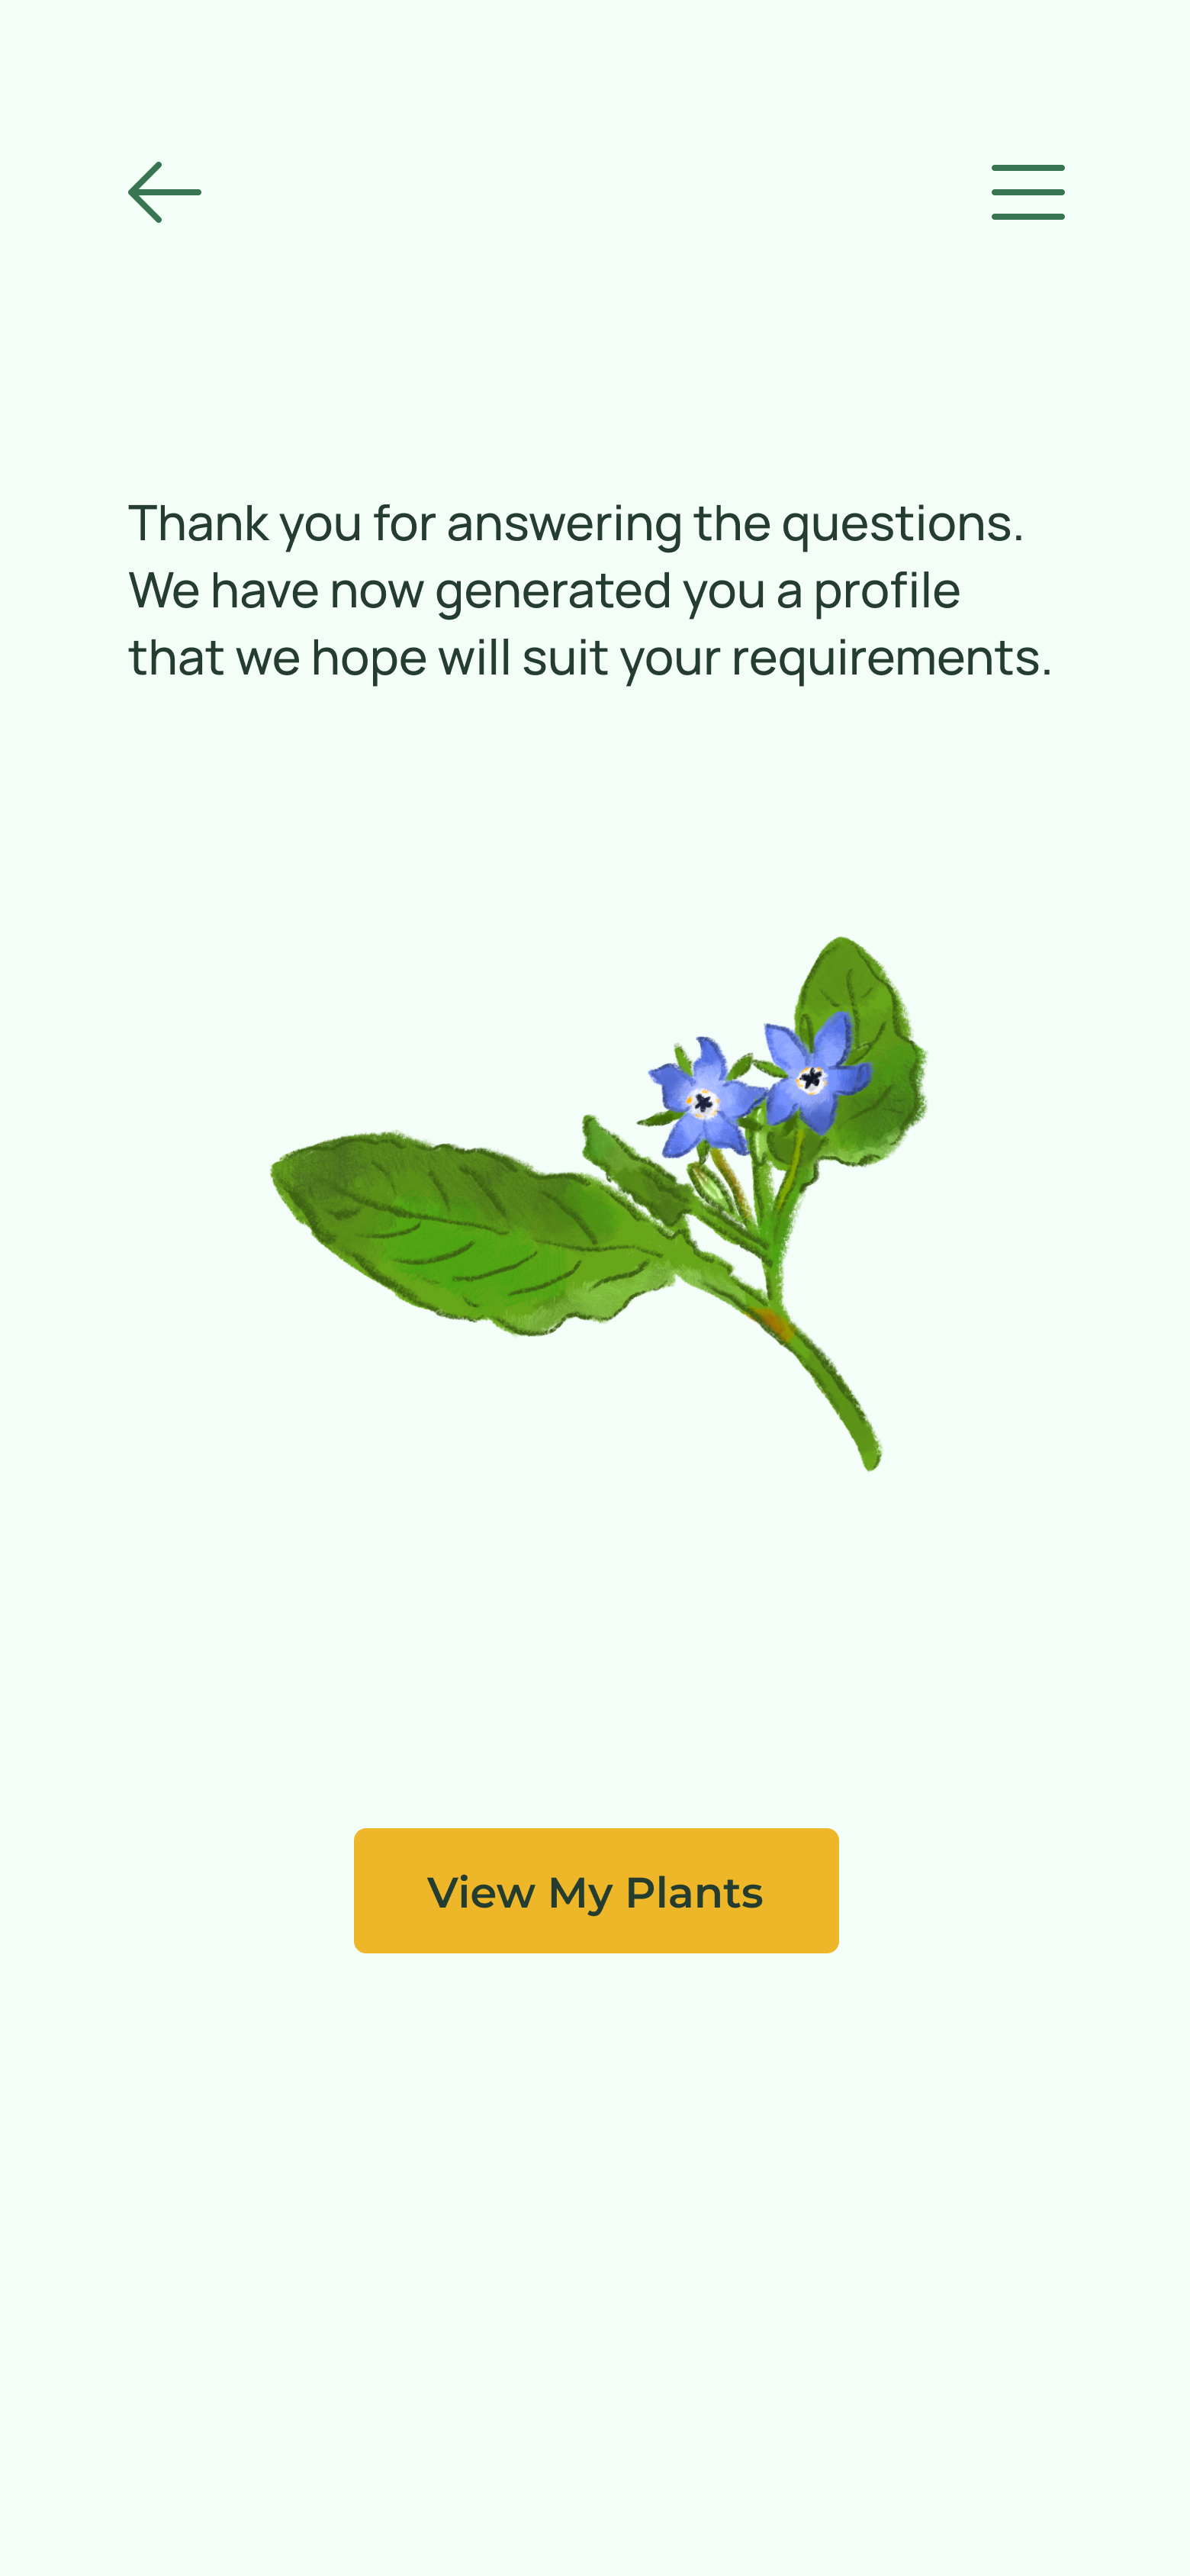 Thank you for answering the questions.
We have now generated you a profile
that we hope will suit your requirements.
View My Plants